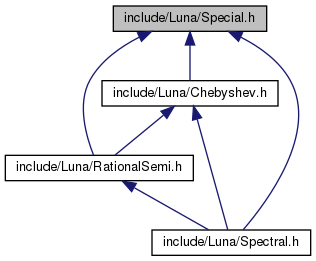 include/Luna/Special.h
include/Luna/Chebyshev.h
include/Luna/RationalSemi.h
include/Luna/Spectral.h